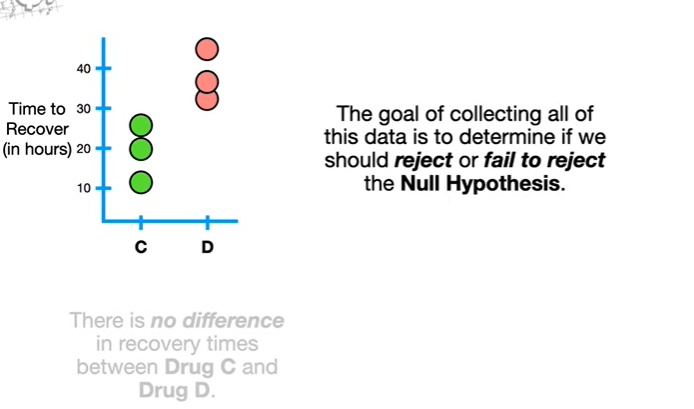 40
Time to
Recover
(in hours)
30
20
10
C
D
The goal of collecting all of
this data is to determine if we
should reject or fail to reject
the Null Hypothesis.
There is no difference
in recovery times
between Drug C and
Drug D.